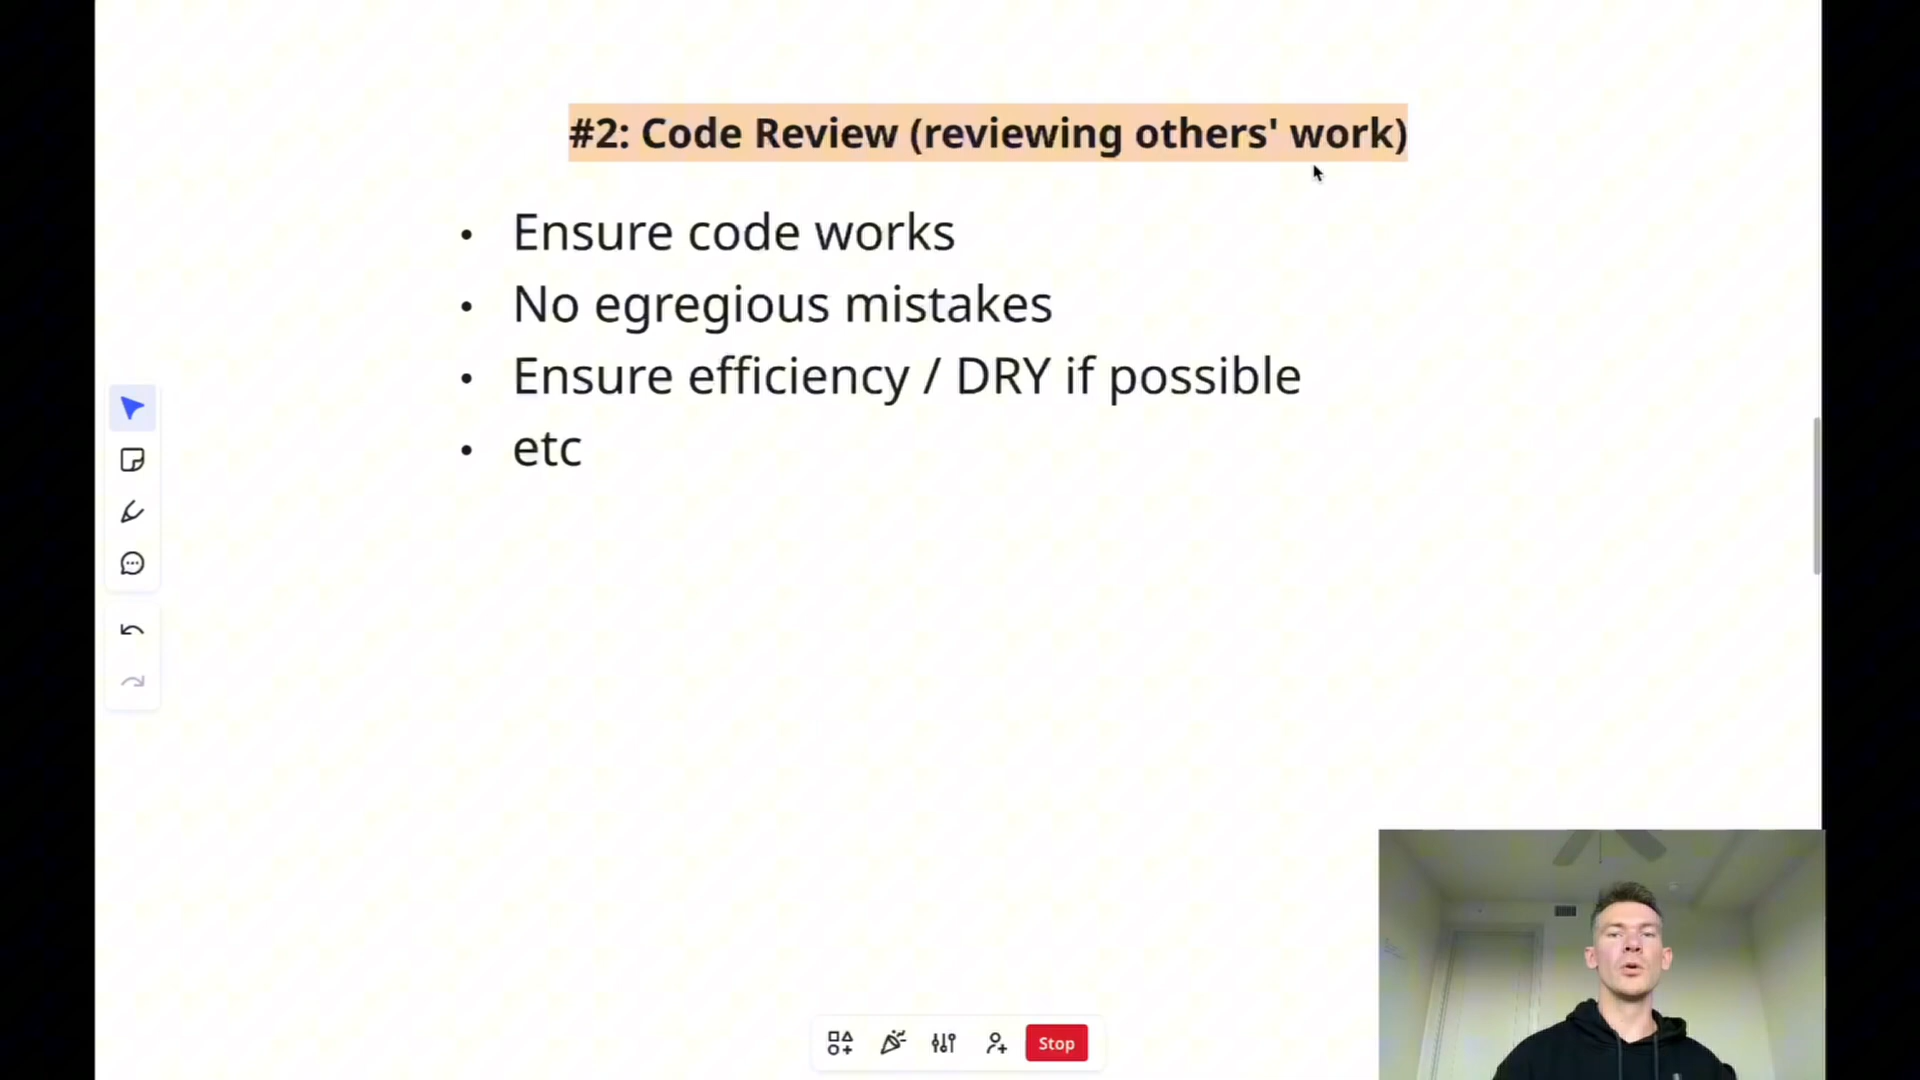 #2: Code Review (reviewing others' work)
• Ensure code works
• No egregious mistakes
• Ensure efficiency / DRY if possible
• etc
Stop